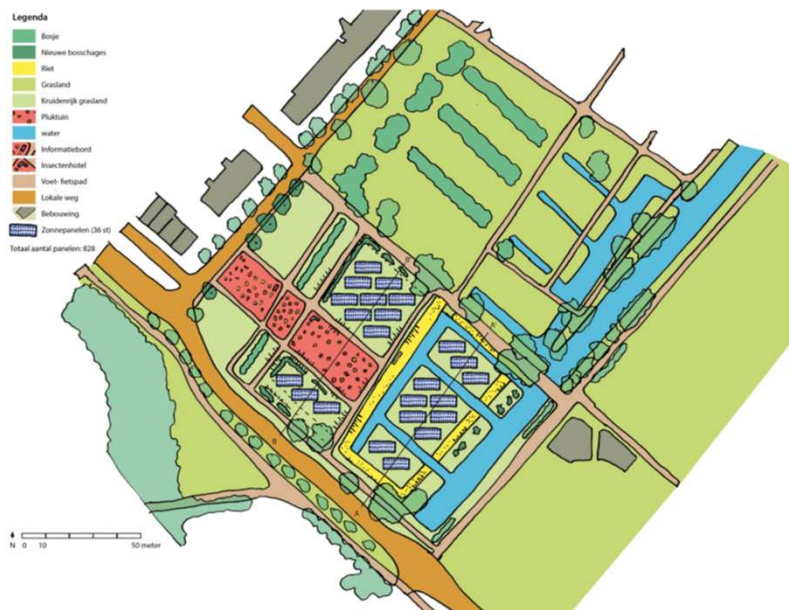 Legenda
Bosje
Nieuwe bosschages
Riet
Grasland
Kruidenrijk grasland
Pluktuin
water
Informatiebord
Insectenhotel
Voet- fietspad
Lokale weg
Bebouwing
Zonnepanelen (36 st)
Totaal aantal panelen: 828
B'
A'
B
A
N 0 10 50 meter